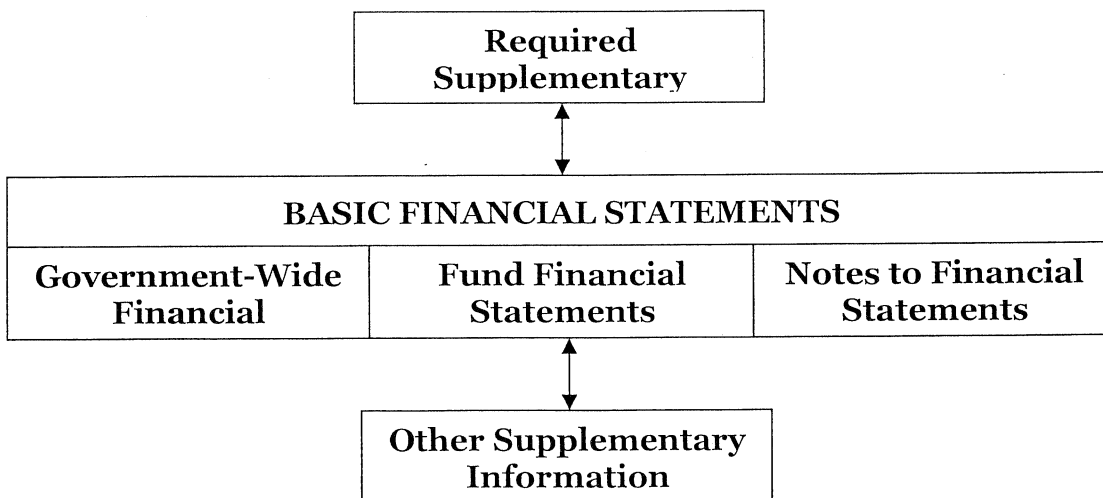 Required
Supplementary
BASIC FINANCIAL STATEMENTS
Government-Wide
Financial
Fund Financial
Statements
Notes to Financial
Statements
Other Supplementary
Information